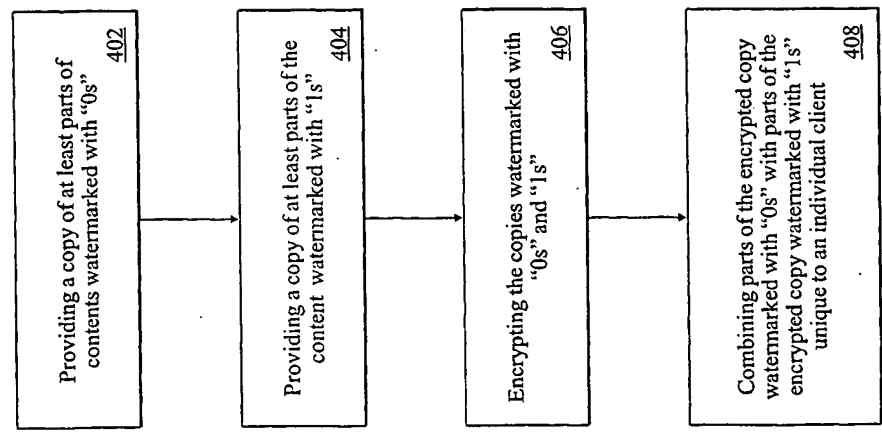 Providing a copy of at least parts of
contents watermarked with “0s”
402
Providing a copy of at least parts of the
content watermarked with “1s”
404
Encrypting the copies watermarked with
“0s” and “1s”
406
Combining parts of the encrypted copy
watermarked with “0s” with parts of the
encrypted copy watermarked with “1s”
unique to an individual client
408